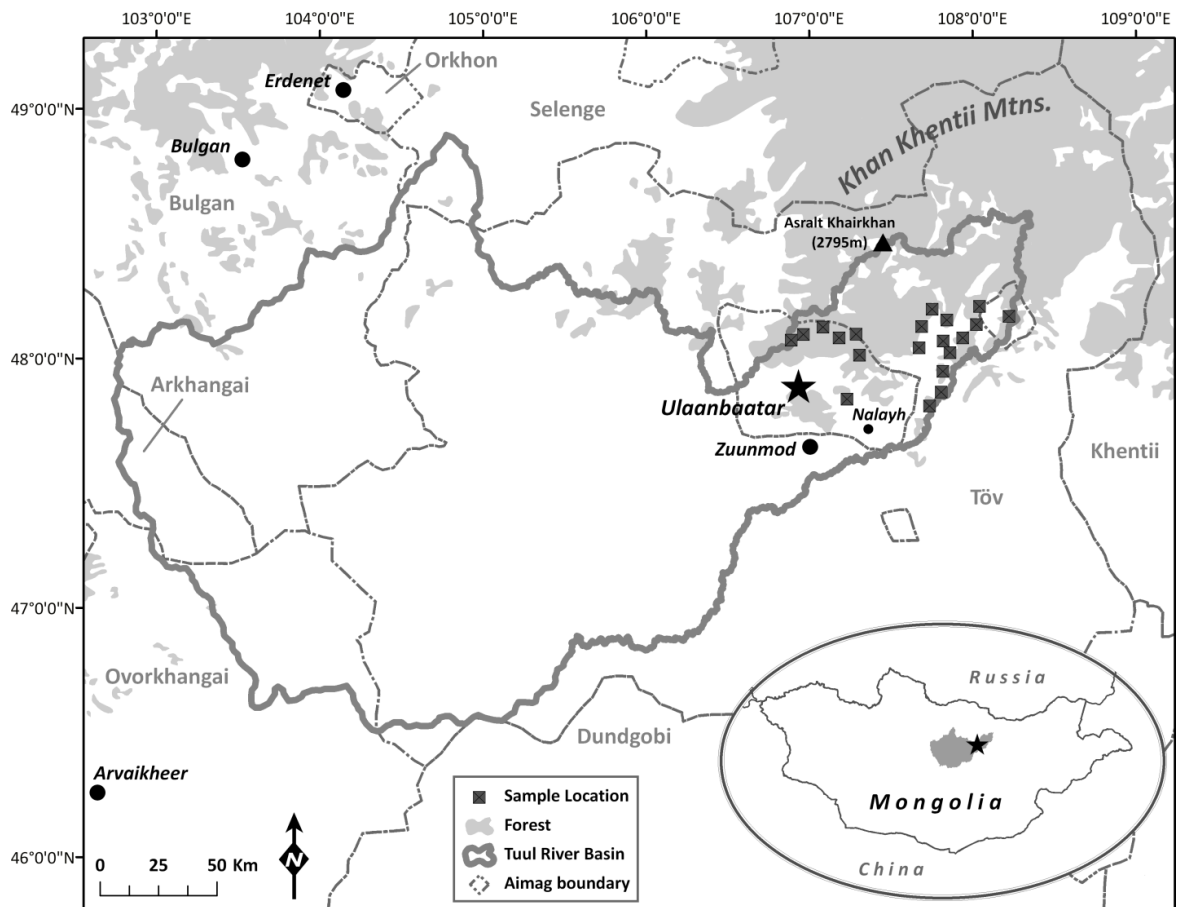 103°0'0"E
104°0'0"E
105°0'0"E
106°0'0"E
107°0'0"E
108°0'0"E
109°0'0"E
49°0'0"N
48°0'0"N
47°0'0"N
46°0'0"N
Orkhon
Erdenet
Selenge
Khan Khentii Mtns.
Bulgan
Bulgan
Asralt Khairkhan
(2795m)
Arkhangai
Ulaanbaatar
Nalayh
Zuunmod
Khentii
Töv
Ovorkhangai
Dundgobi
Arvaikheer
Sample Location
Forest
Tuul River Basin
Aimag boundary
0 25 50 Km
N
Russia
Mongolia
China